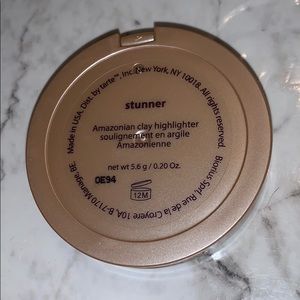 Made in USA. Dist. by tarte™, Inc. New York, NY 10018. All rights reserved.
stunner
Amazonian clay highlighter
soulignement en argile
Amazonienne
net wt 5.6 g / 0.20 Oz.
0E94
12M
Biorius Sprl, Rue de la Croyere 10A, B-7170 Manage, BE.